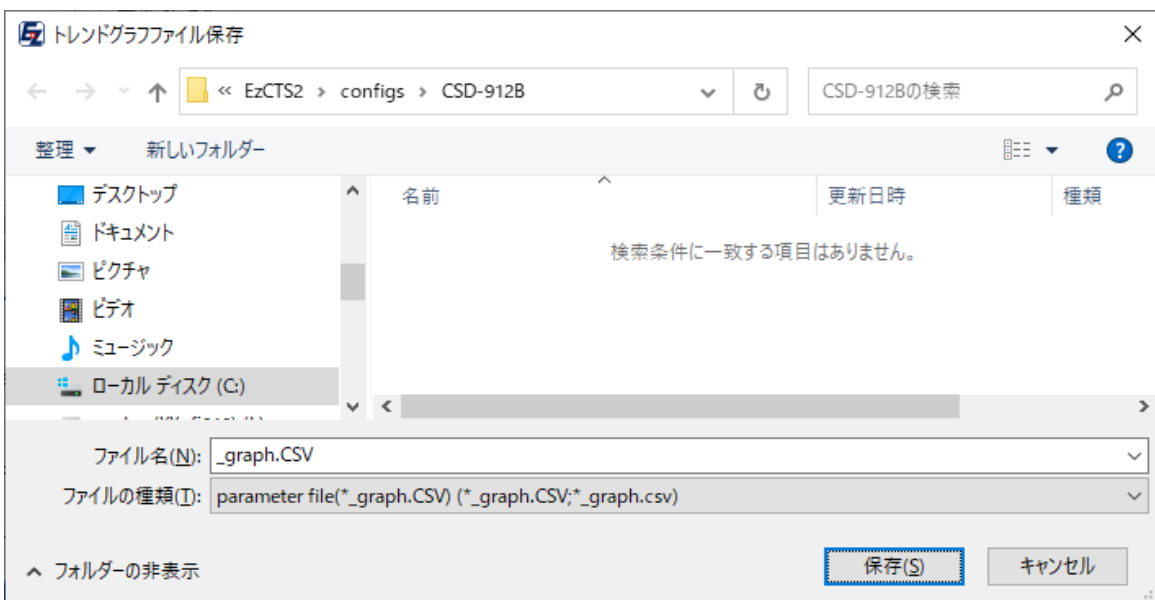 トレンドグラフファイル保存
« EzCTS2 › configs › CSD-912B CSD-912Bの検索
整理 新しいフォルダー
デスクトップ 名前 更新日時 種類
ドキュメント
検索条件に一致する項目はありません。
ピクチャ
ビデオ
ミュージック
ローカル ディスク (C:)
ファイル名(N): _graph.CSV
ファイルの種類(T): parameter file(*_graph.CSV) (*_graph.CSV;*_graph.csv)
フォルダーの非表示 保存(S) キャンセル